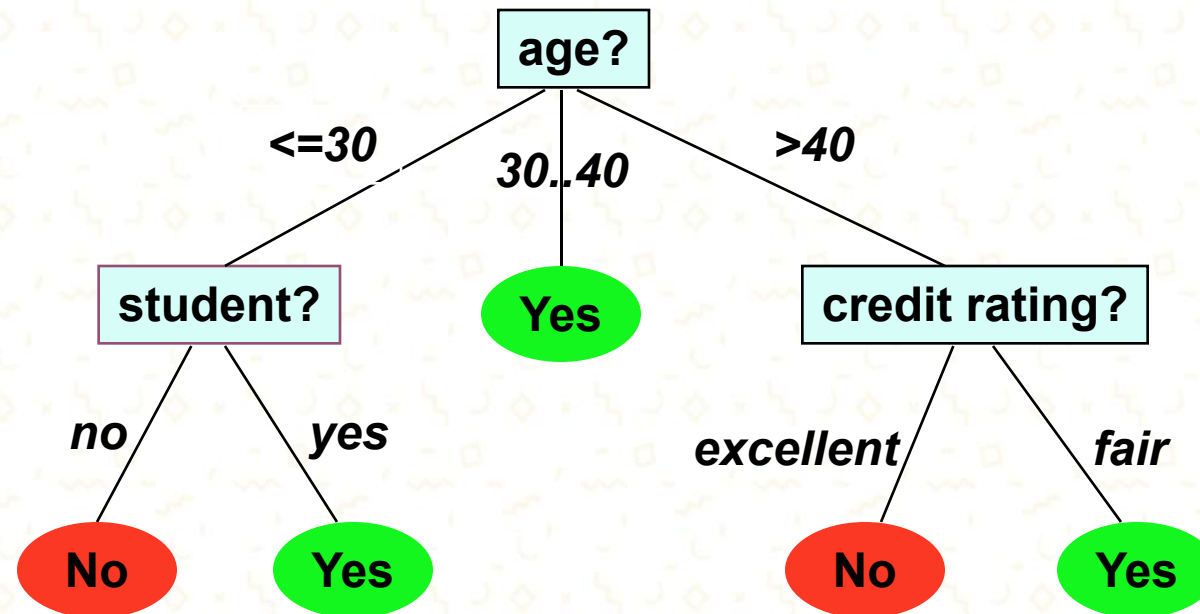 age?
<=30
30..40
>40
student?
Yes
credit rating?
no
yes
excellent
fair
No
Yes
No
Yes